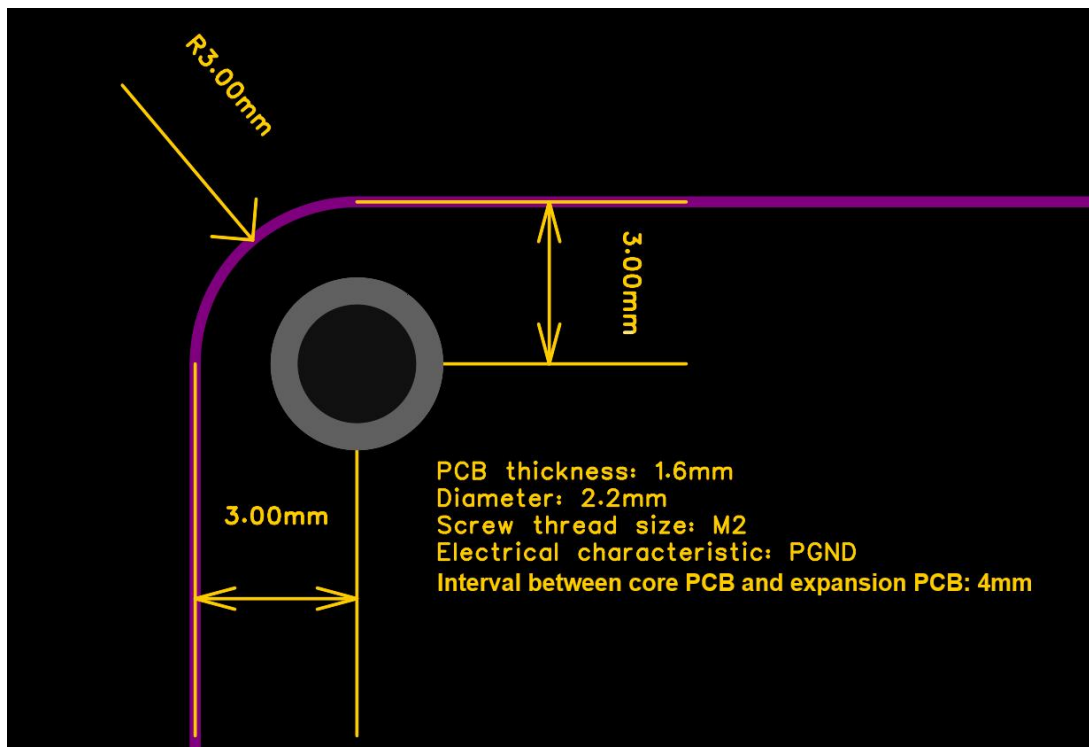 R3.00mm
3.00mm
3.00mm
PCB thickness: 1.6mm
Diameter: 2.2mm
Screw thread size: M2
Electrical characteristic: PGND
Interval between core PCB and expansion PCB: 4mm